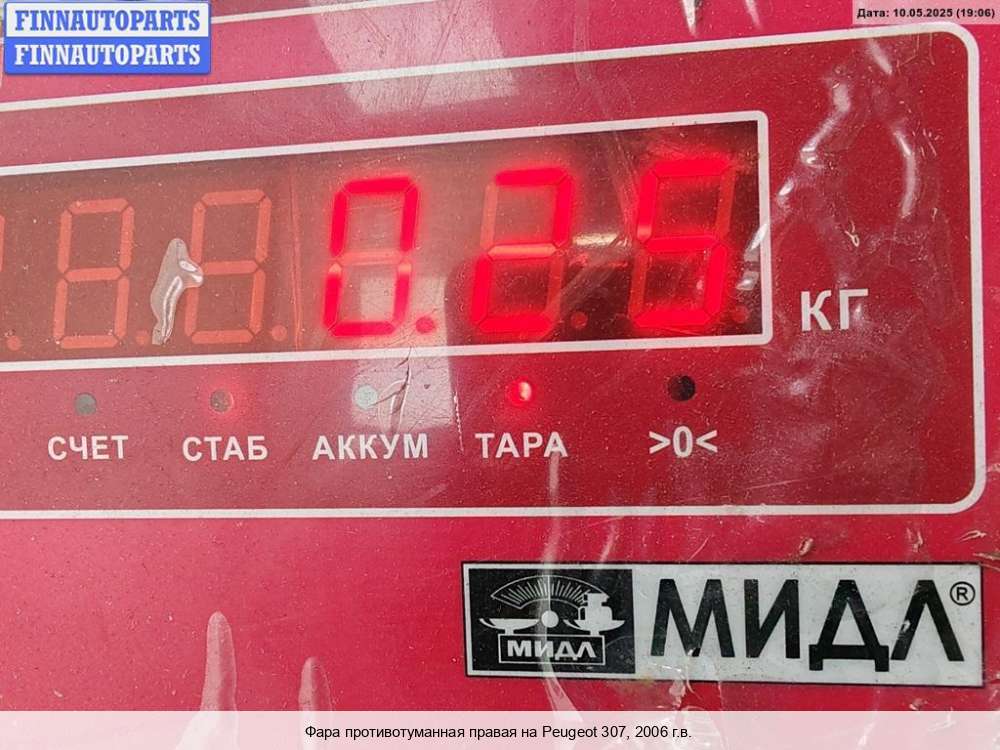 FINNAUTOPARTS
FINNAUTOPARTS
Дата: 10.05.2025 (19:06)
0.25
КГ
СЧЕТ СТАБ АККУМ ТАРА >0<
МИДЛ
МИДЛ®
Фара противотуманная правая на Peugeot 307, 2006 г.в.